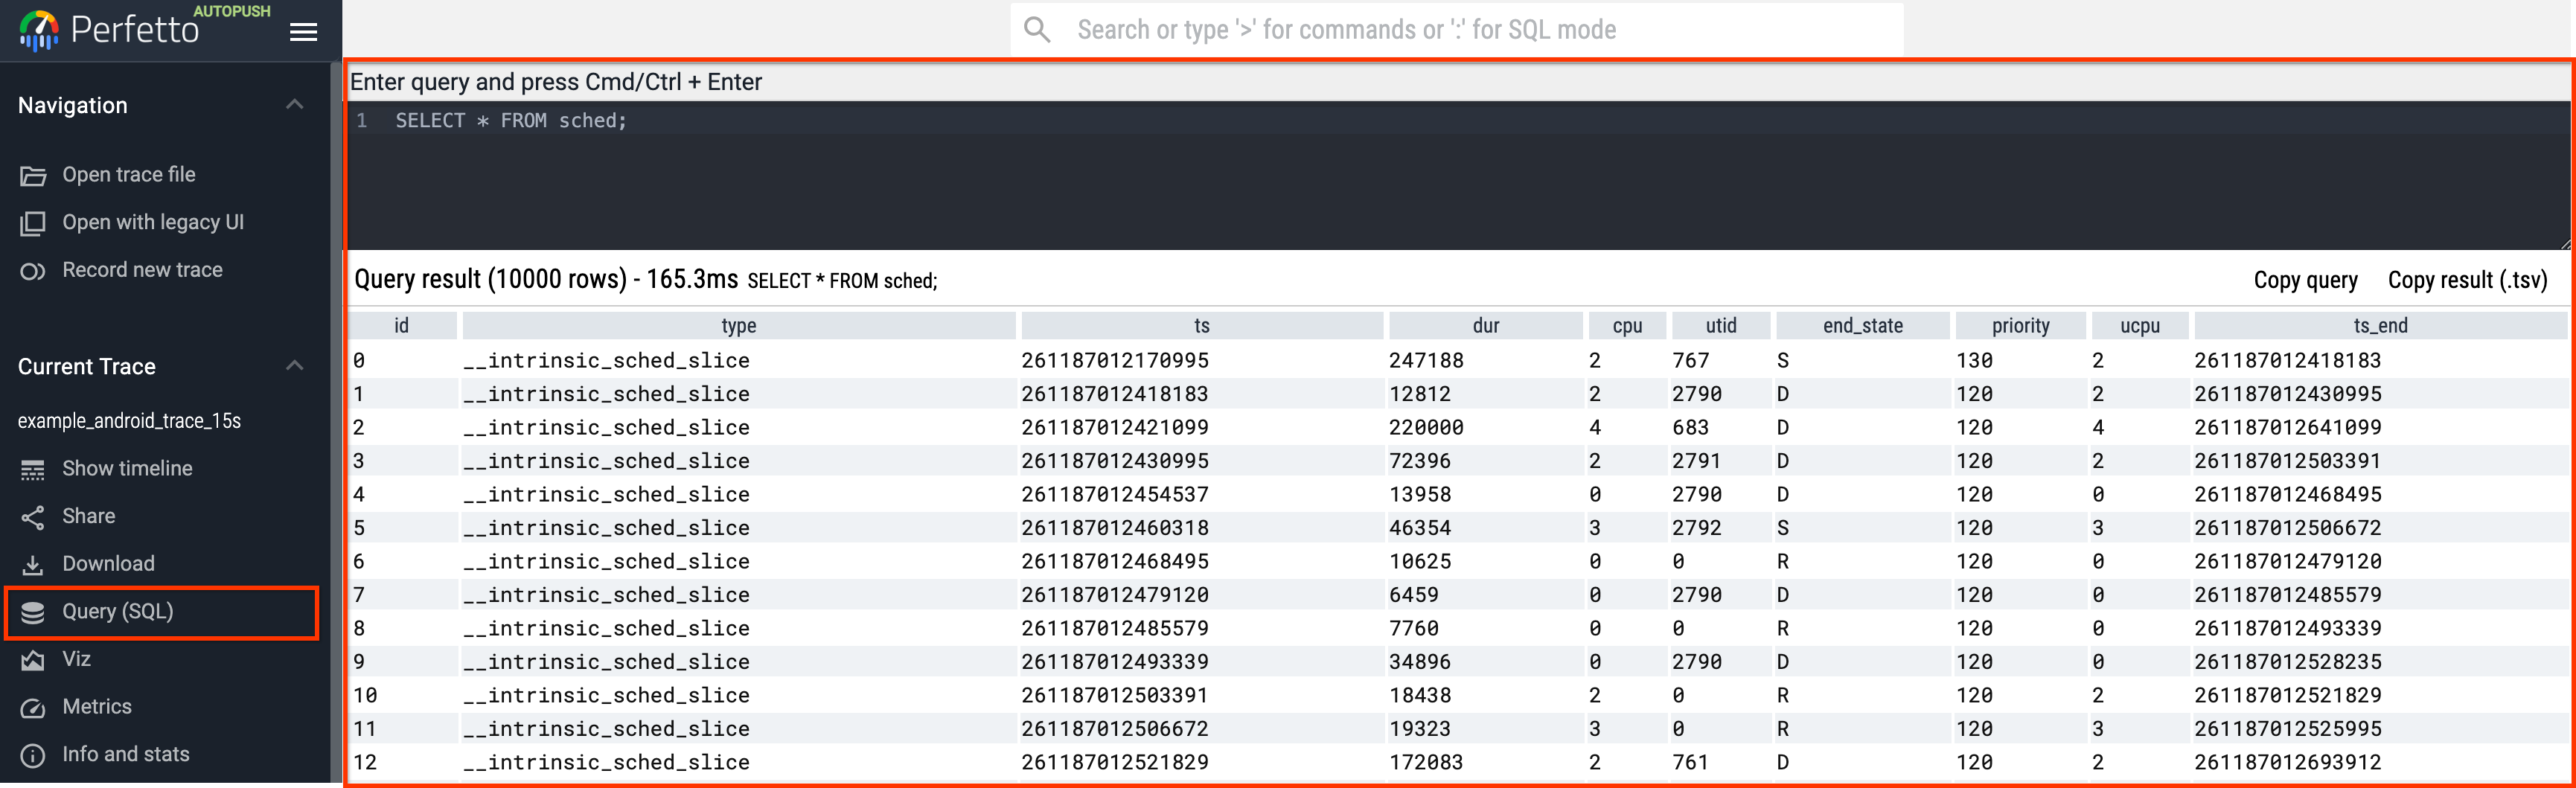 Perfetto AUTOPUSH
Search or type '>' for commands or ':' for SQL mode
Navigation
Open trace file
Open with legacy UI
Record new trace
Current Trace
example_android_trace_15s
Show timeline
Share
Download
Query (SQL)
Viz
Metrics
Info and stats
Enter query and press Cmd/Ctrl + Enter
1 SELECT * FROM sched;
Query result (10000 rows) - 165.3ms SELECT * FROM sched; Copy query Copy result (.tsv)
id type ts dur cpu utid end_state priority ucpu ts_end
0 __intrinsic_sched_slice 261187012170995 247188 2 767 S 130 2 261187012418183
1 __intrinsic_sched_slice 261187012418183 12812 2 2790 D 120 2 261187012430995
2 __intrinsic_sched_slice 261187012421099 220000 4 683 D 120 4 261187012641099
3 __intrinsic_sched_slice 261187012430995 72396 2 2791 D 120 2 261187012503391
4 __intrinsic_sched_slice 261187012454537 13958 0 2790 D 120 0 261187012468495
5 __intrinsic_sched_slice 261187012460318 46354 3 2792 S 120 3 261187012506672
6 __intrinsic_sched_slice 261187012468495 10625 0 0 R 120 0 261187012479120
7 __intrinsic_sched_slice 261187012479120 6459 0 2790 D 120 0 261187012485579
8 __intrinsic_sched_slice 261187012485579 7760 0 0 R 120 0 261187012493339
9 __intrinsic_sched_slice 261187012493339 34896 0 2790 D 120 0 261187012528235
10 __intrinsic_sched_slice 261187012503391 18438 2 0 R 120 2 261187012521829
11 __intrinsic_sched_slice 261187012506672 19323 3 0 R 120 3 261187012525995
12 __intrinsic_sched_slice 261187012521829 172083 2 761 D 120 2 261187012693912